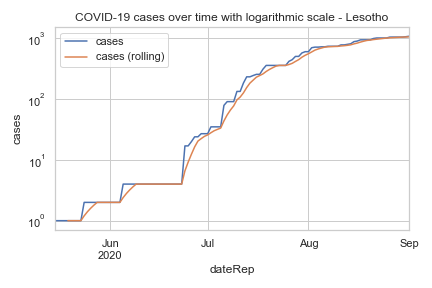 COVID-19 cases over time with logarithmic scale - Lesotho
cases
cases (rolling)
10³
10²
10¹
10⁰
cases
Jun
2020
Jul
Aug
Sep
dateRep